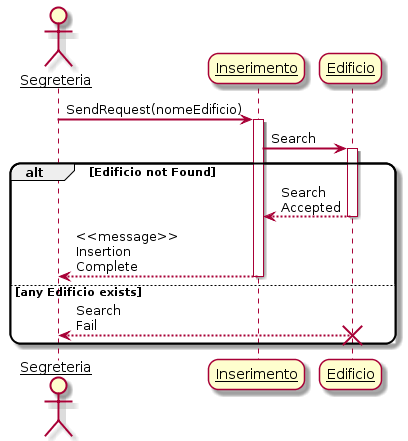 Segreteria
Inserimento
Edificio
SendRequest(nomeEdificio)
Search
alt
[Edificio not Found]
Search
Accepted
<<message>>
Insertion
Complete
[any Edificio exists]
Search
Fail
Segreteria
Inserimento
Edificio